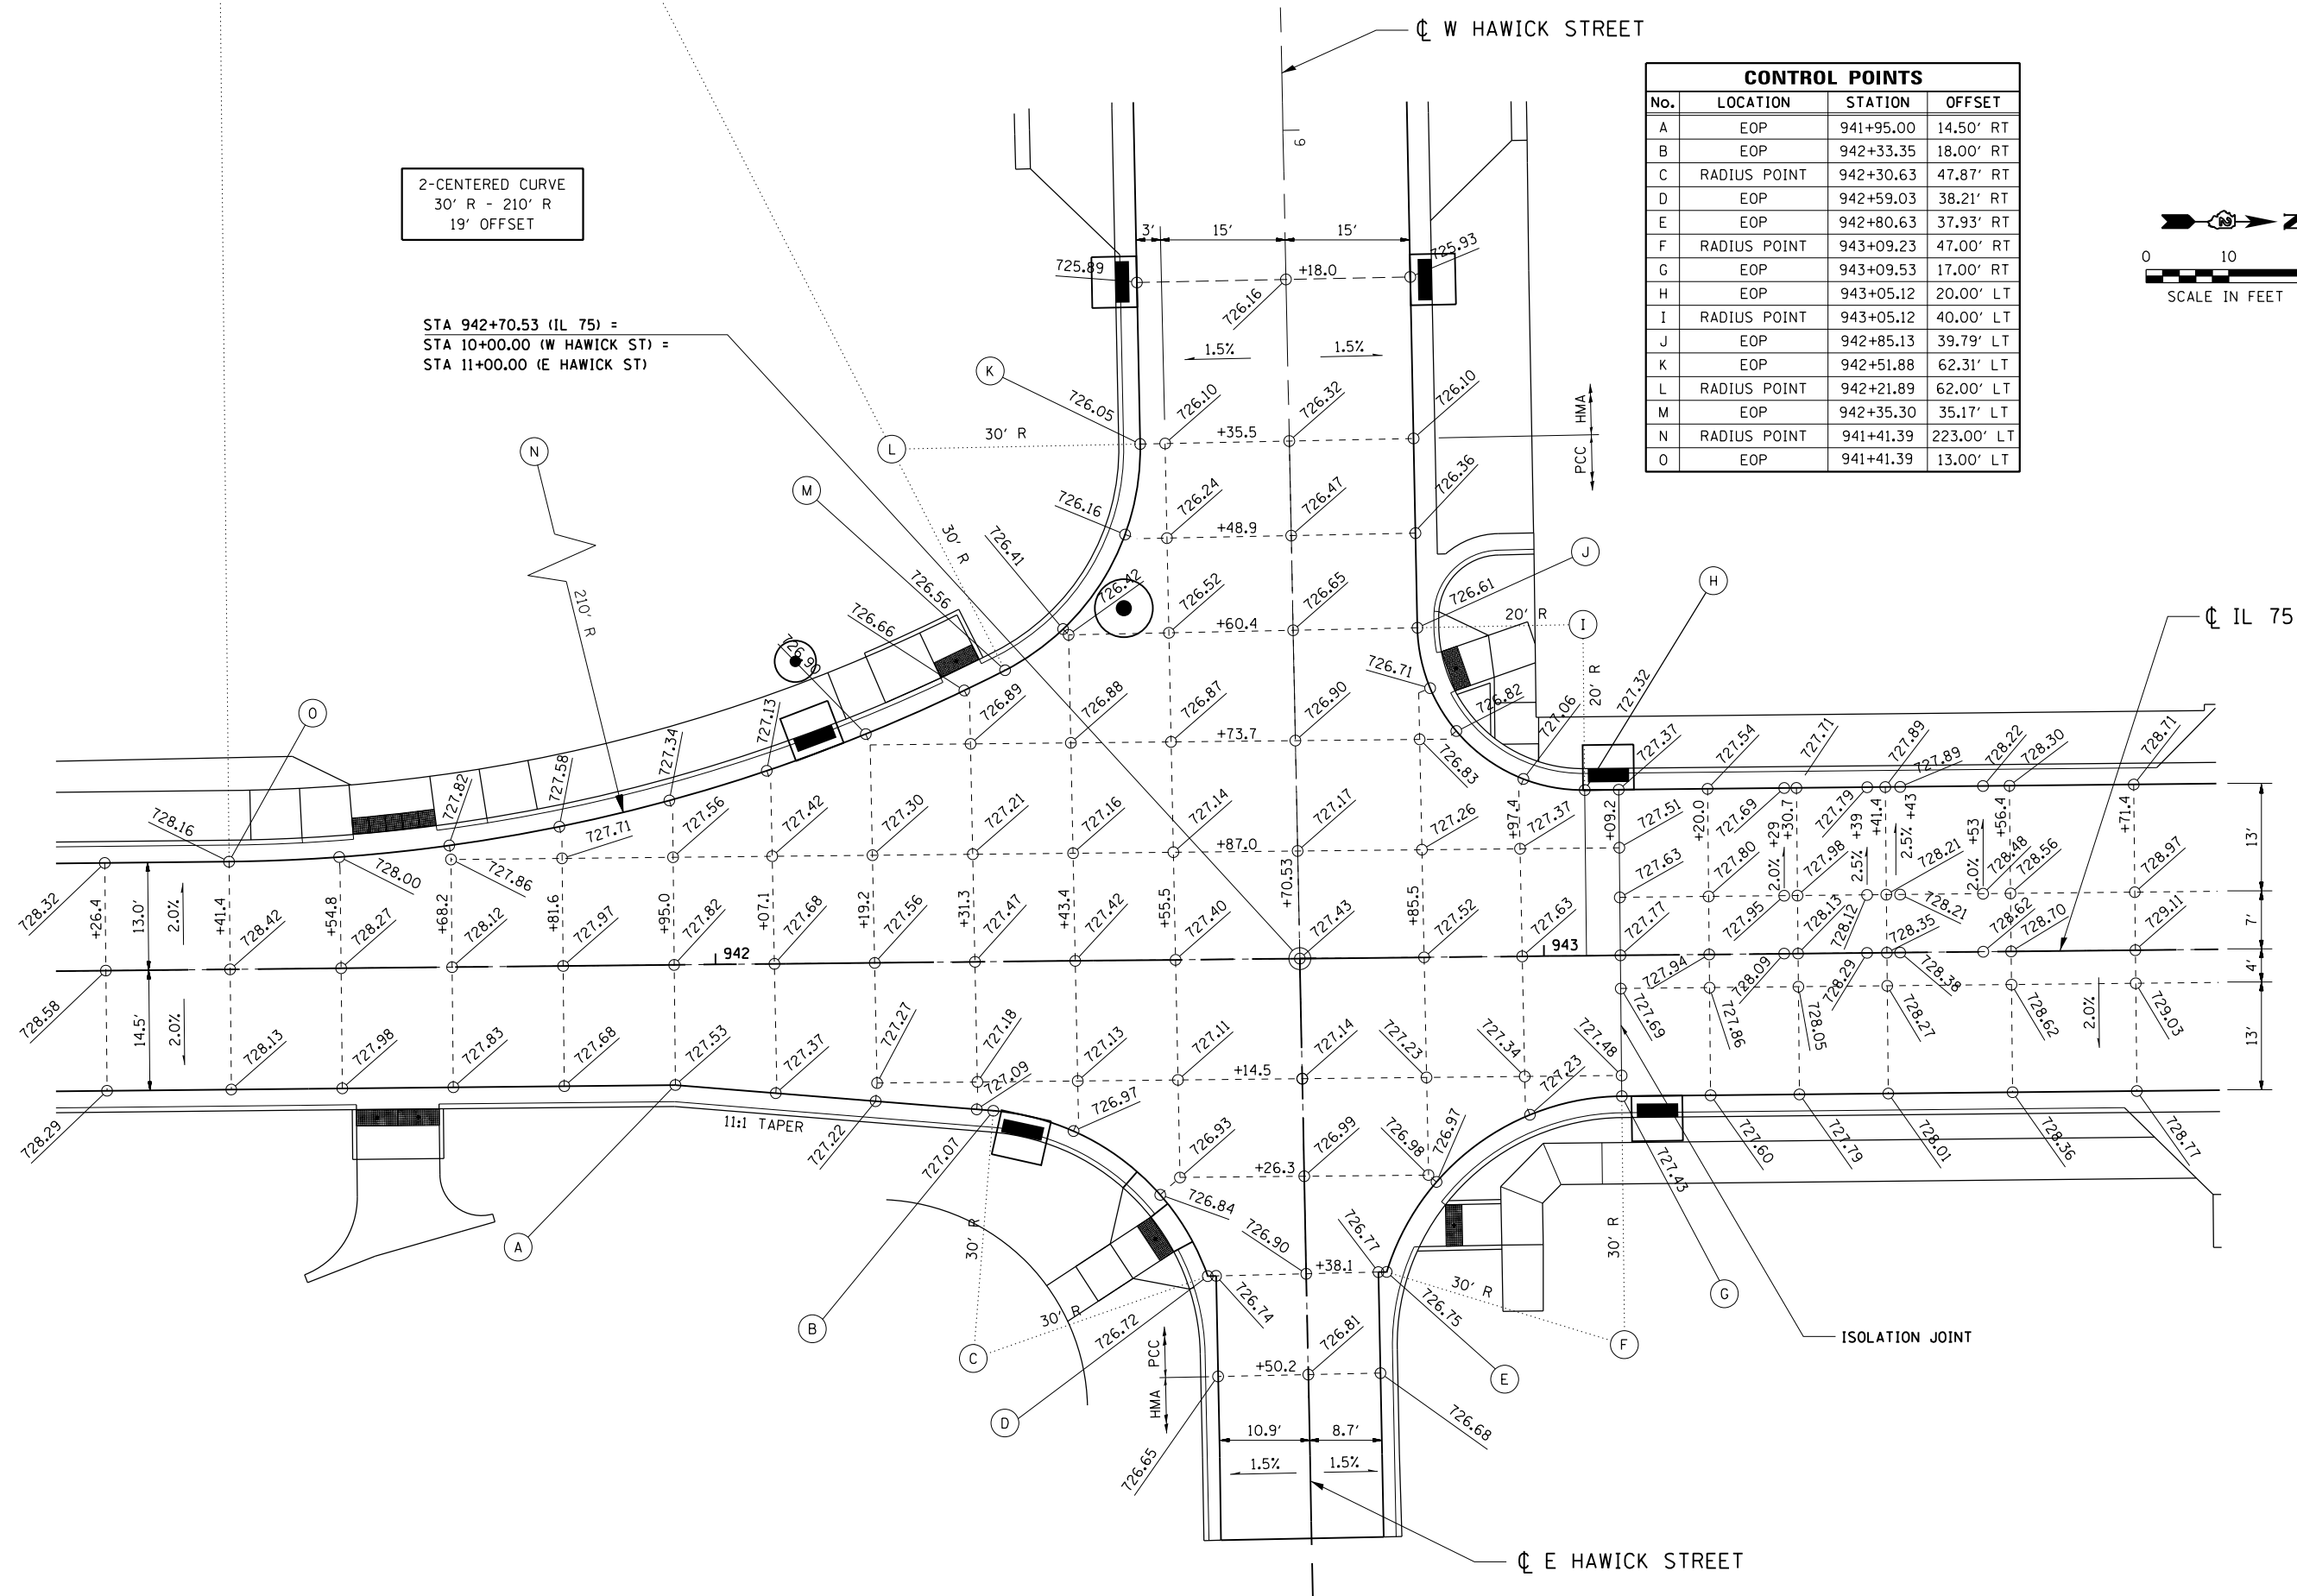 ℄ W HAWICK STREET
CONTROL POINTS
No. LOCATION STATION OFFSET
A EOP 941+95.00 14.50' RT
B EOP 942+33.35 18.00' RT
C RADIUS POINT 942+30.63 47.87' RT
D EOP 942+59.03 38.21' RT
E EOP 942+80.63 37.93' RT
F RADIUS POINT 943+09.23 47.00' RT
G EOP 943+09.53 17.00' RT
H EOP 943+05.12 20.00' LT
I RADIUS POINT 943+05.12 40.00' LT
J EOP 942+85.13 39.79' LT
K EOP 942+51.88 62.31' LT
L RADIUS POINT 942+21.89 62.00' LT
M EOP 942+35.30 35.17' LT
N RADIUS POINT 941+41.39 223.00' LT
O EOP 941+41.39 13.00' LT
0 10
SCALE IN FEET
2-CENTERED CURVE
30' R - 210' R
19' OFFSET
STA 942+70.53 (IL 75) =
STA 10+00.00 (W HAWICK ST) =
STA 11+00.00 (E HAWICK ST)
9
3' 15' 15'
725.89 +18.0 725.93
726.16
1.5% 1.5%
K
726.05 726.10 726.32 726.10
L 30' R +35.5
HMA
PCC
N
M
726.16 726.24 726.47 726.36
+48.9
30' R
726.41
J
H
210' R
726.56 726.42 726.52 726.65 726.61
726.66 +60.4 20' R I
726.90
℄ IL 75
O
726.71 726.82 727.06 20' R 727.32
727.13 726.89 726.88 726.87 726.90 727.37 727.54 727.71 727.89 728.22 728.30 728.71
+73.7 726.83 727.89
727.34
727.58
727.82
728.16 727.56 727.42 727.30 727.21 727.16 727.14 727.17 727.26 727.37 727.51 727.69 727.79
727.71 +87.0
+97.4 +09.2 +20.0 +29 +30.7 +39 +41.4 +43 +53 +56.4 +71.4
2.0% 2.5% 2.5% 2.0%
13'
728.00 727.86
727.63 727.80 727.98 728.21 728.48 728.56 728.97
728.32
+26.4 13.0' 2.0% +41.4 +54.8 +68.2 +81.6 +95.0 +07.1 +19.2 +31.3 +43.4 +55.5 +70.53 +85.5
728.42 728.27 728.12 727.97 727.82 727.68 727.56 727.47 727.42 727.40 727.43 727.52 727.63 727.77 727.95 728.13 728.12 728.35 728.21 728.62 728.70 729.11
7'
942 943
4'
727.94 728.09 728.29 728.38
728.58
14.5' 2.0%
728.13 727.98 727.83 727.68 727.53 727.37 727.27 727.18 727.13 727.11 727.14 727.23 727.34 727.48 727.69 727.86 728.05 728.27 728.62 2.0% 729.03
13'
+14.5
727.09 727.23
728.29
11:1 TAPER
727.22 727.07 726.97 726.93 726.99 726.98 726.97 727.43 727.60 727.79 728.01 728.36 728.77
+26.3
726.84
A
30' R 726.90 726.77 30' R
+38.1
B
C 30' R 726.72 726.74 726.81 726.75 30' R G
F
ISOLATION JOINT
PCC
HMA
+50.2
E
D
726.65 726.68
10.9' 8.7'
1.5% 1.5%
℄ E HAWICK STREET